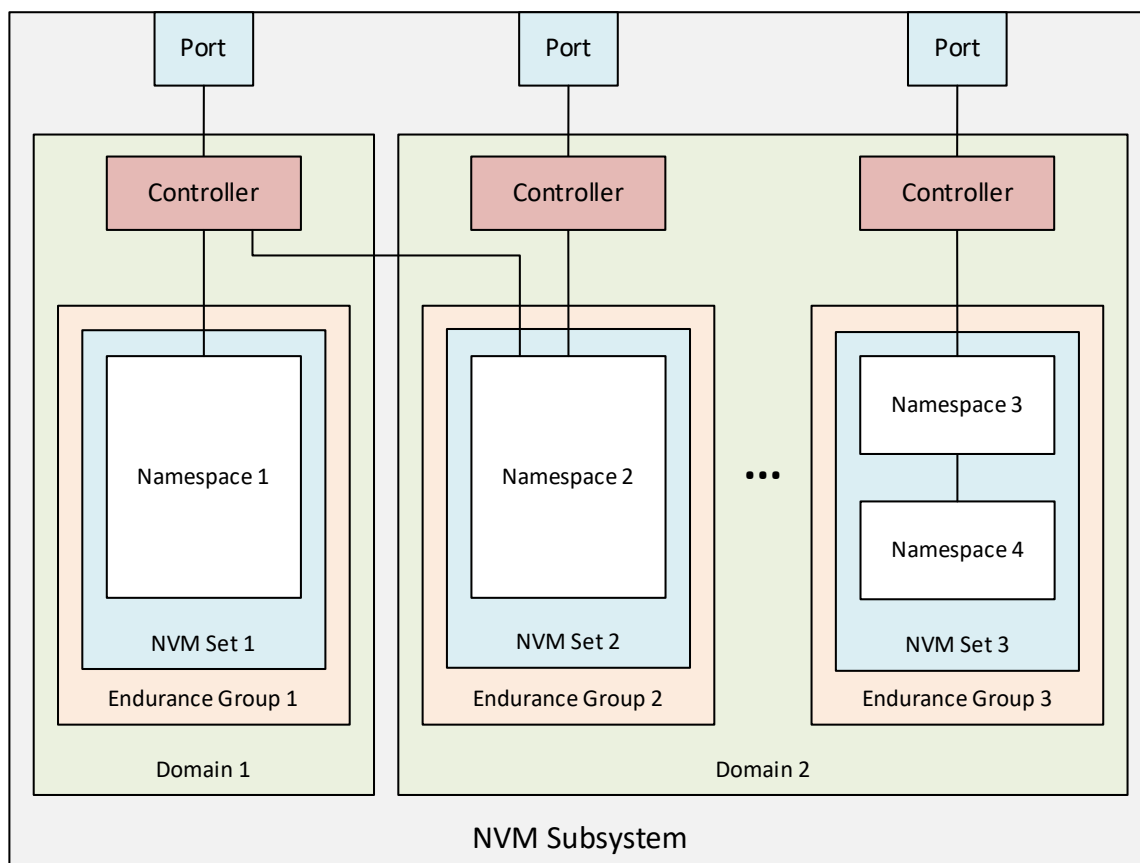 Port
Port
Port
Controller
Controller
Controller
Namespace 1
Namespace 2
...
Namespace 3
Namespace 4
NVM Set 1
NVM Set 2
NVM Set 3
Endurance Group 1
Endurance Group 2
Endurance Group 3
Domain 1
Domain 2
NVM Subsystem